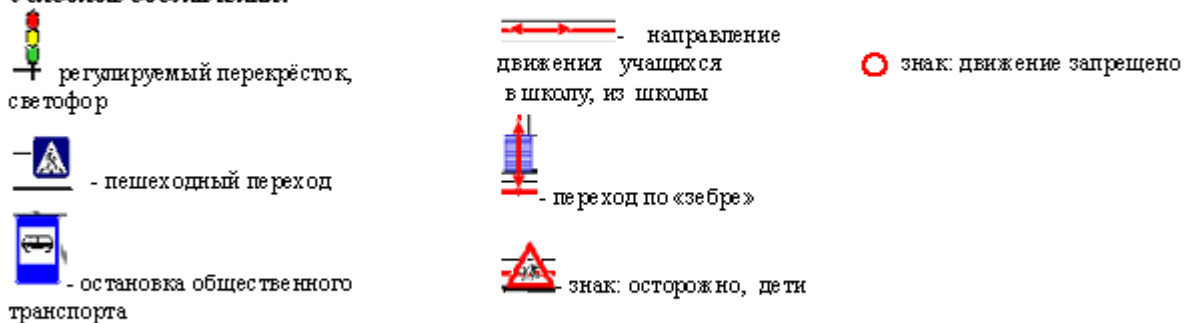 регулируемый перекрёсток,
светофор
- пешеходный переход
- остановка общественного
транспорта
- направление
движения учащихся
в школу, из школы
- переход по «зебре»
- знак: осторожно, дети
знак: движение запрещено